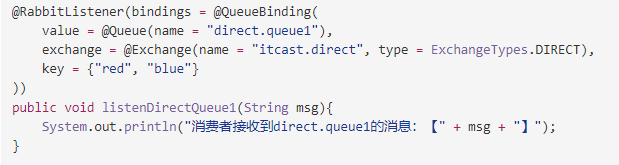 @RabbitListener(bindings = @QueueBinding(
    value = @Queue(name = "direct.queue1"),
    exchange = @Exchange(name = "itcast.direct", type = ExchangeTypes.DIRECT),
    key = {"red", "blue"}
))
public void listenDirectQueue1(String msg){
    System.out.println("消费者接收到direct.queue1的消息：【" + msg + "】");
}